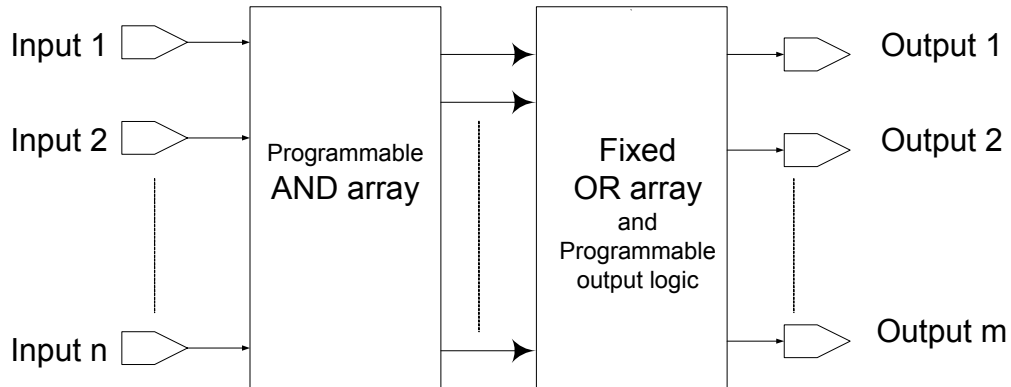 Input 1
Input 2
Input n
Programmable
AND array
Fixed
OR array
and
Programmable
output logic
Output 1
Output 2
Output m